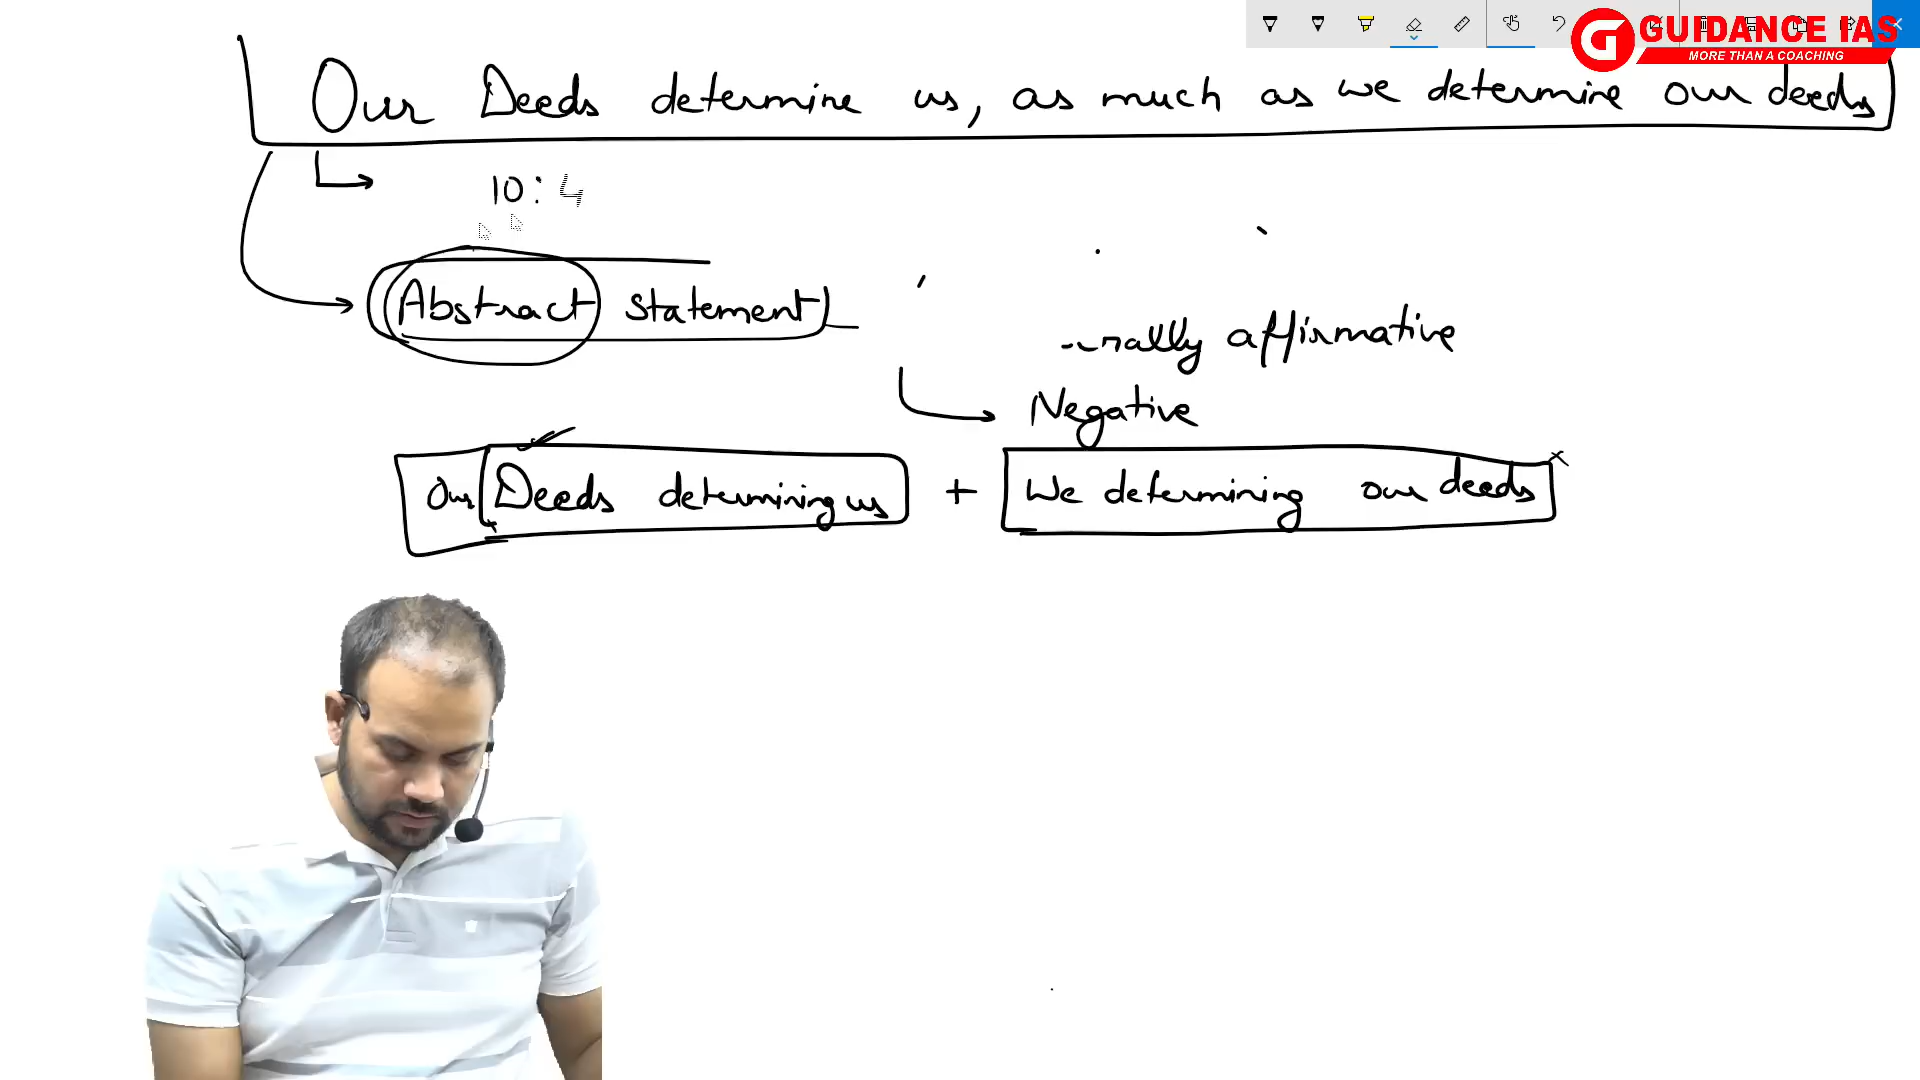 GUIDANCE IAS
MORE THAN A COACHING
Our Deeds determine us, as much as we determine our deeds
10: 4
Abstract statement
rally affirmative
Negative
Our Deeds determining us + We determining our deeds